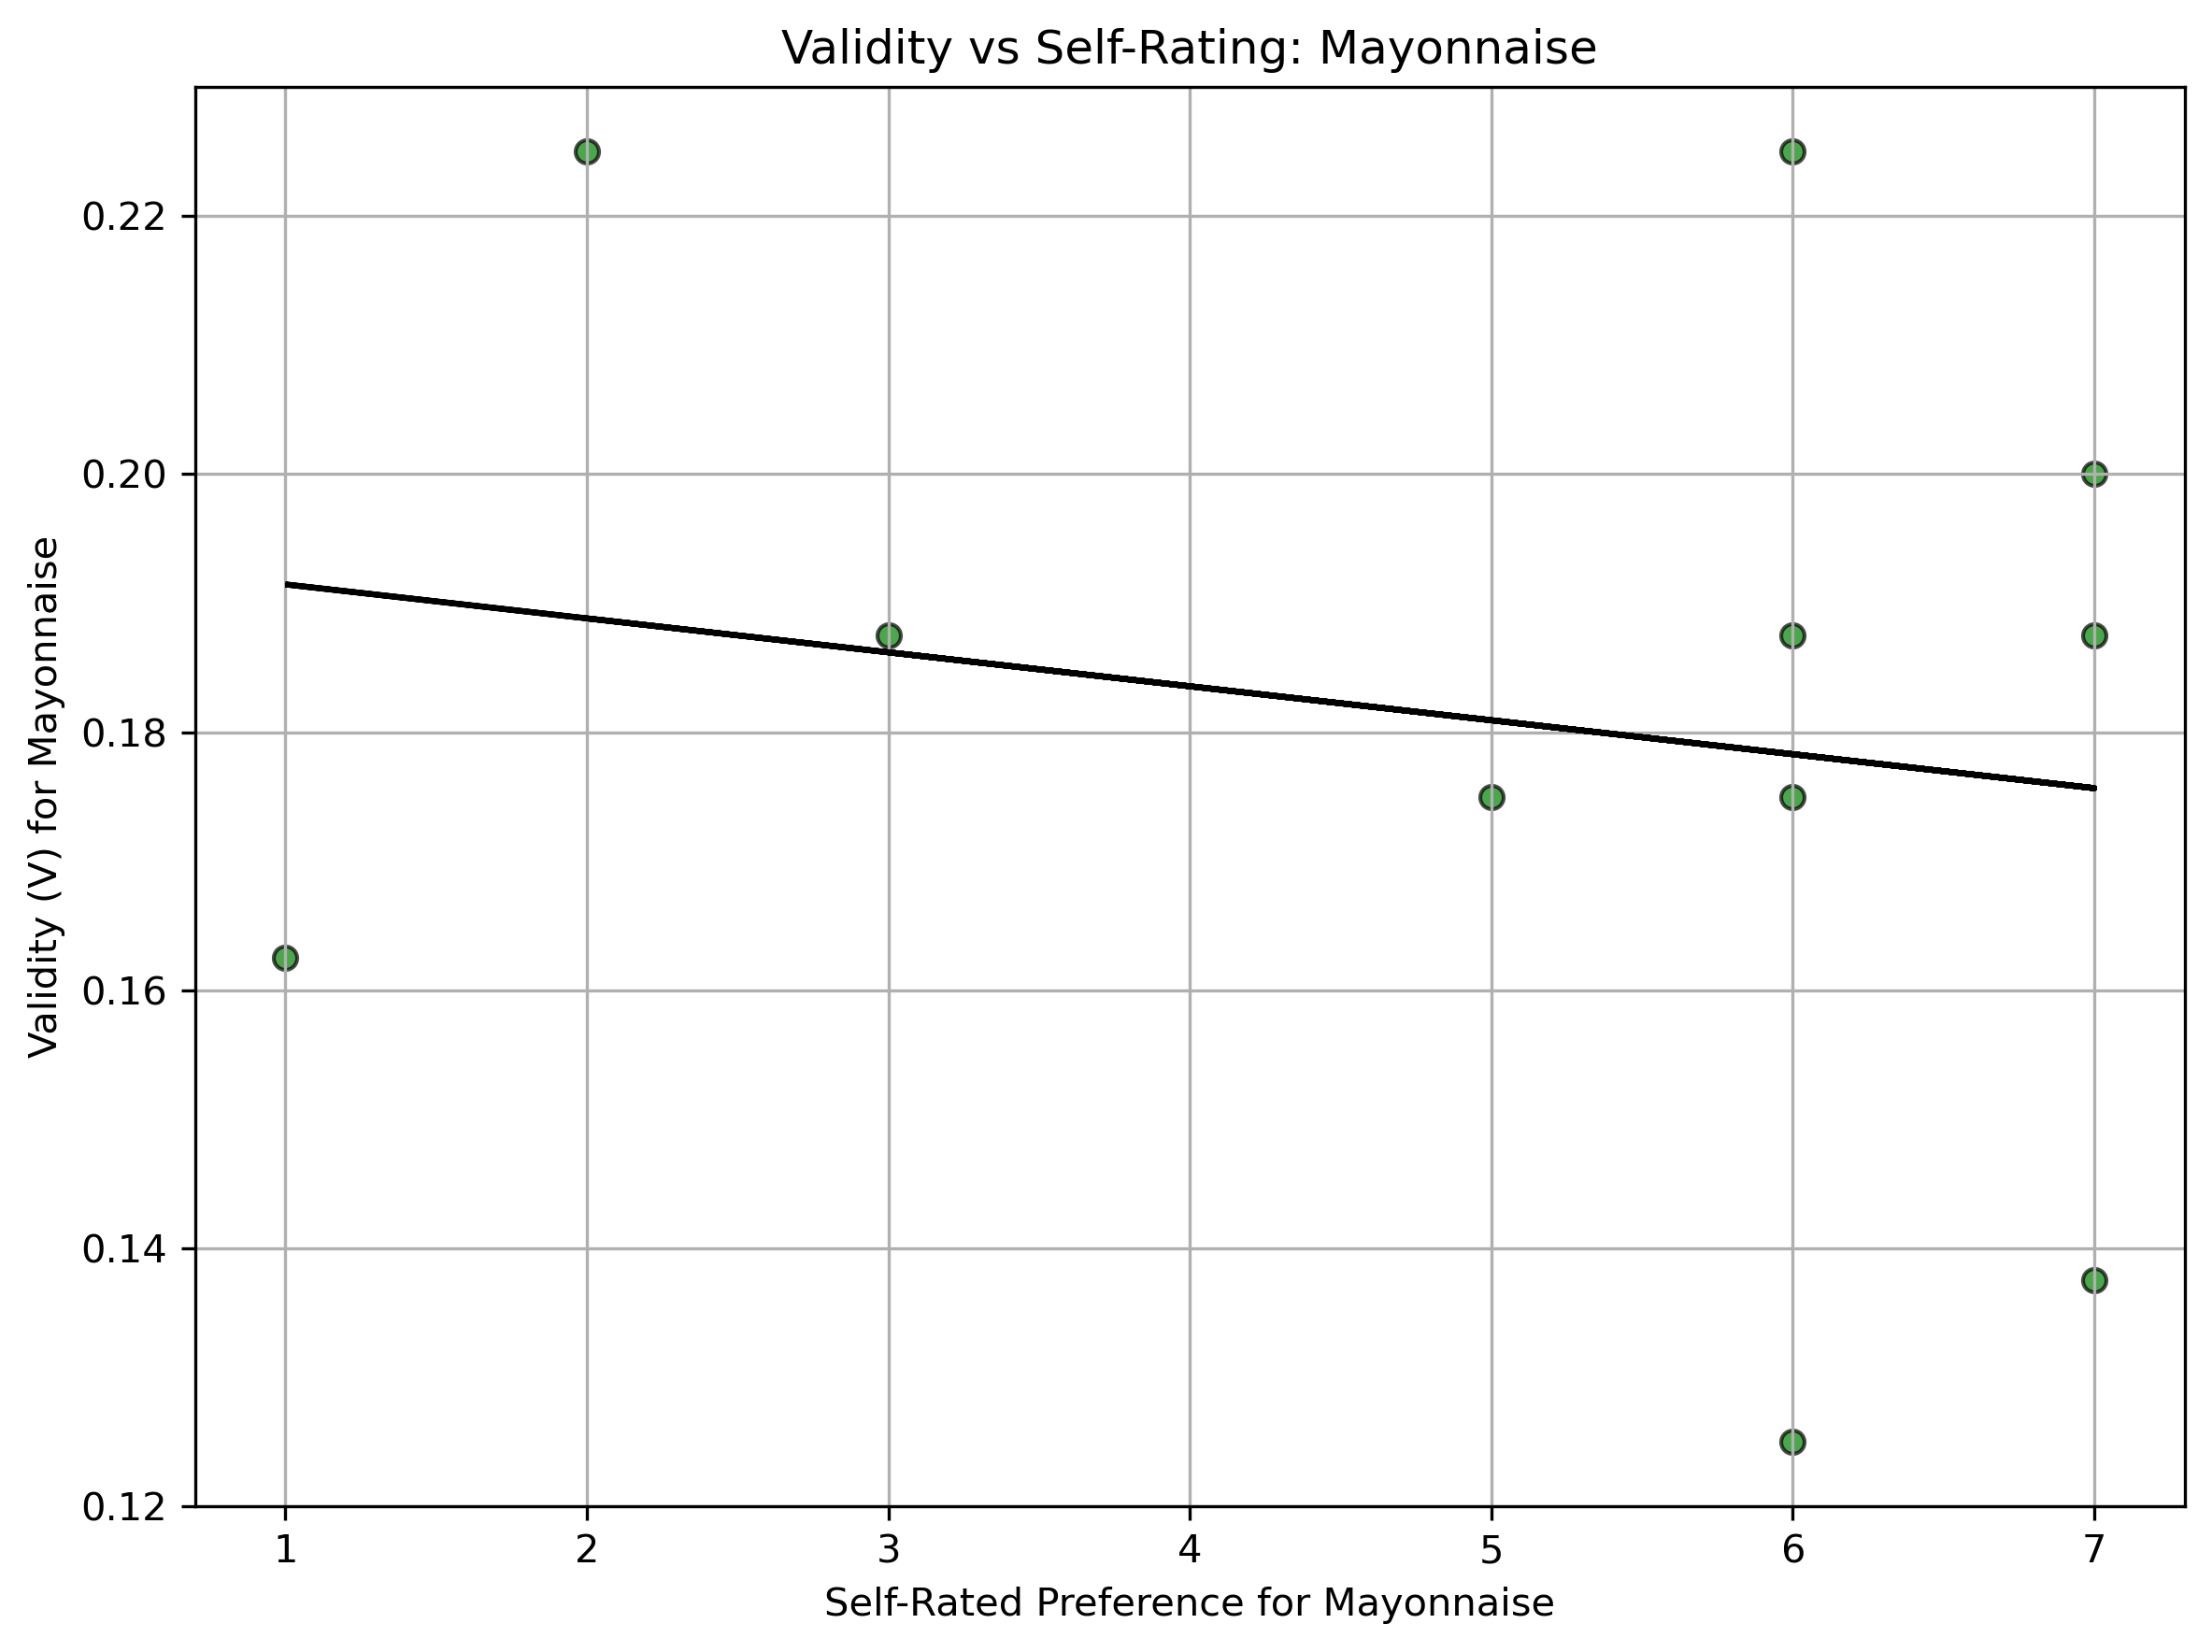 Validity vs Self-Rating: Mayonnaise
Validity (V) for Mayonnaise
0.22
0.20
0.18
0.16
0.14
0.12
1 2 3 4 5 6 7
Self-Rated Preference for Mayonnaise